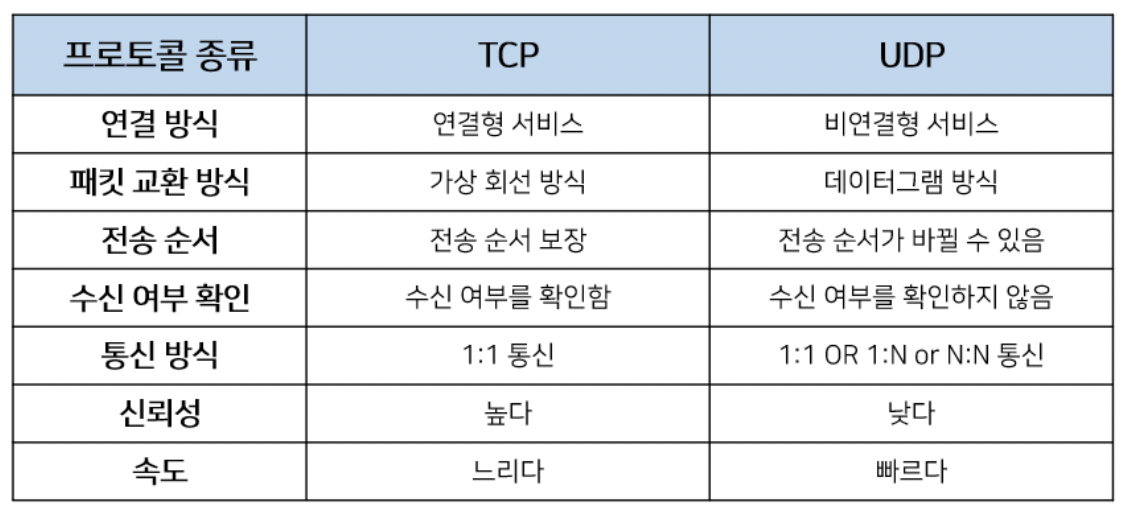 프로토콜 종류 TCP UDP
연결 방식 연결형 서비스 비연결형 서비스
패킷 교환 방식 가상 회선 방식 데이터그램 방식
전송 순서 전송 순서 보장 전송 순서가 바뀔 수 있음
수신 여부 확인 수신 여부를 확인함 수신 여부를 확인하지 않음
통신 방식 1:1 통신 1:1 OR 1:N or N:N 통신
신뢰성 높다 낮다
속도 느리다 빠르다